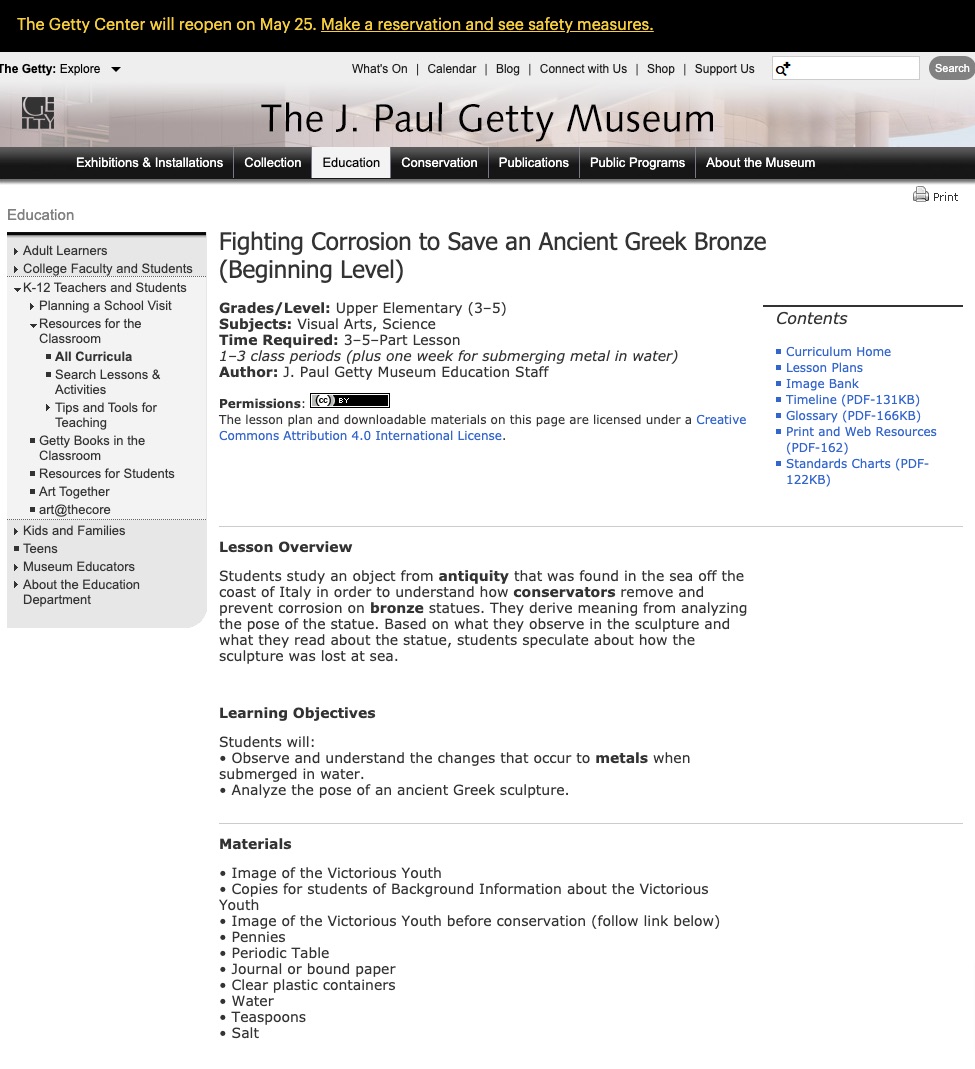 The Getty Center will reopen on May 25. Make a reservation and see safety measures.
The Getty: Explore
What's On | Calendar | Blog | Connect with Us | Shop | Support Us
Search
GETTY
The J. Paul Getty Museum
Exhibitions & Installations
Collection
Education
Conservation
Publications
Public Programs
About the Museum
Print
Education
Adult Learners
College Faculty and Students
K-12 Teachers and Students
Planning a School Visit
Resources for the
Classroom
All Curricula
Search Lessons &
Activities
Tips and Tools for
Teaching
Getty Books in the
Classroom
Resources for Students
Art Together
art@thecore
Kids and Families
Teens
Museum Educators
About the Education
Department
Fighting Corrosion to Save an Ancient Greek Bronze
(Beginning Level)
Grades/Level: Upper Elementary (3–5)
Subjects: Visual Arts, Science
Time Required: 3–5–Part Lesson
1–3 class periods (plus one week for submerging metal in water)
Author: J. Paul Getty Museum Education Staff
Permissions: (cc) BY
The lesson plan and downloadable materials on this page are licensed under a Creative
Commons Attribution 4.0 International License.
Contents
Curriculum Home
Lesson Plans
Image Bank
Timeline (PDF-131KB)
Glossary (PDF-166KB)
Print and Web Resources
(PDF-162)
Standards Charts (PDF-
122KB)
Lesson Overview
Students study an object from antiquity that was found in the sea off the
coast of Italy in order to understand how conservators remove and
prevent corrosion on bronze statues. They derive meaning from analyzing
the pose of the statue. Based on what they observe in the sculpture and
what they read about the statue, students speculate about how the
sculpture was lost at sea.
Learning Objectives
Students will:
• Observe and understand the changes that occur to metals when
submerged in water.
• Analyze the pose of an ancient Greek sculpture.
Materials
• Image of the Victorious Youth
• Copies for students of Background Information about the Victorious
Youth
• Image of the Victorious Youth before conservation (follow link below)
• Pennies
• Periodic Table
• Journal or bound paper
• Clear plastic containers
• Water
• Teaspoons
• Salt